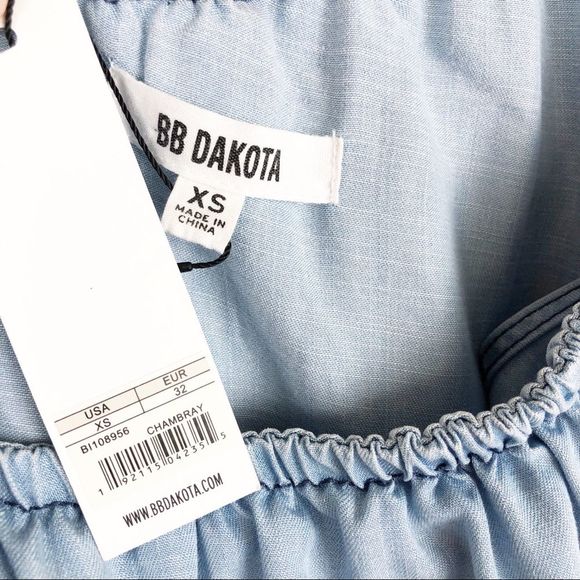 BB DAKOTA
XS
MADE IN
CHINA
USA
EUR
XS
32
BI108956
CHAMBRAY
1 92115 04235 5
WWW.BBDAKOTA.COM